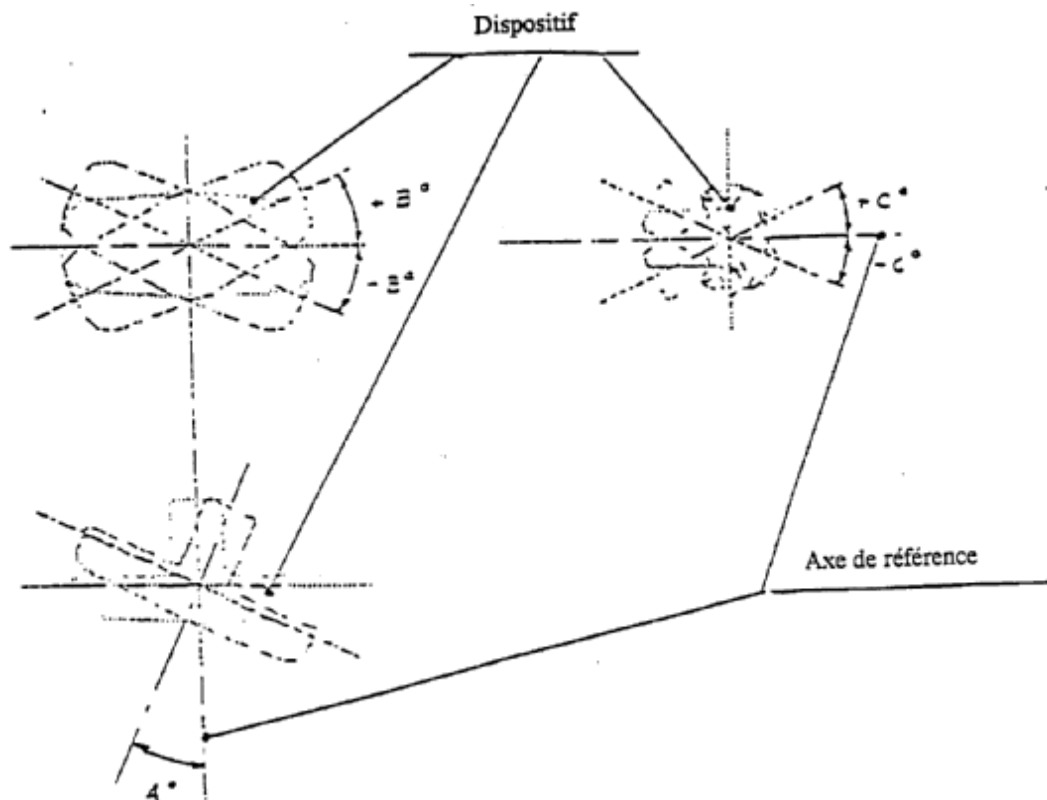 Dispositif
+ B°
- B°
+ C°
- C°
Axe de référence
A°